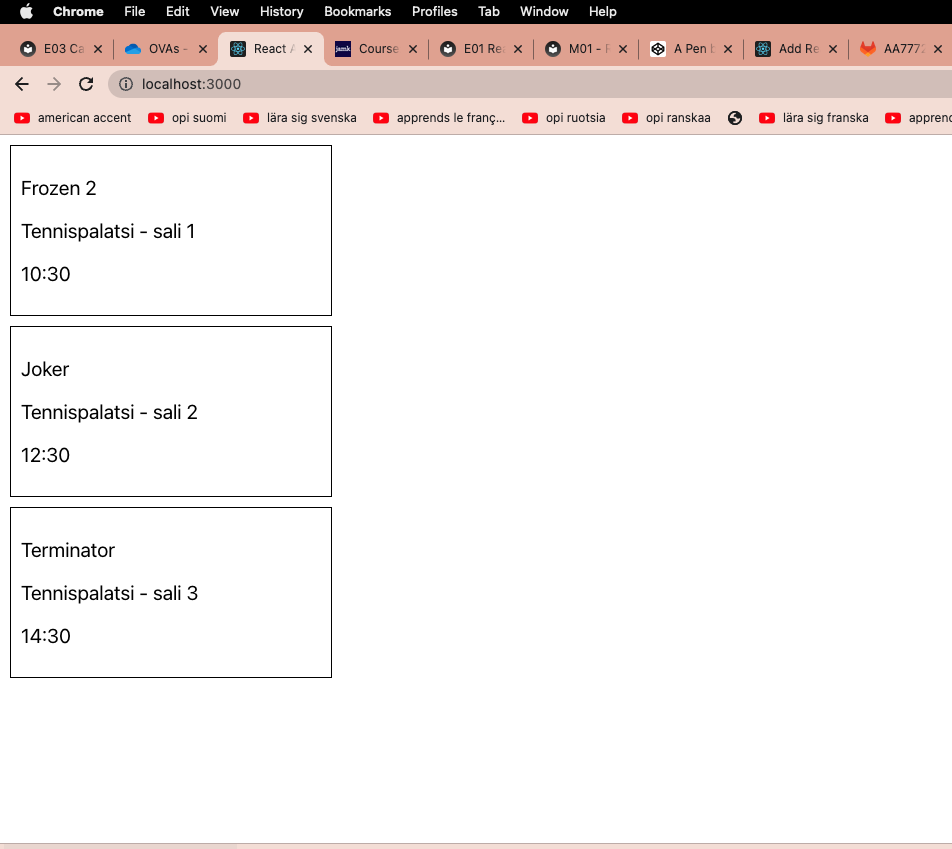 Chrome File Edit View History Bookmarks Profiles Tab Window Help
E03 Ca OVAs - React A jamk Course E01 Re M01 - F A Pen b Add Re AA777
localhost:3000
american accent opi suomi lära sig svenska apprends le franç... opi ruotsia opi ranskaa lära sig franska appren
Frozen 2
Tennispalatsi - sali 1
10:30
Joker
Tennispalatsi - sali 2
12:30
Terminator
Tennispalatsi - sali 3
14:30